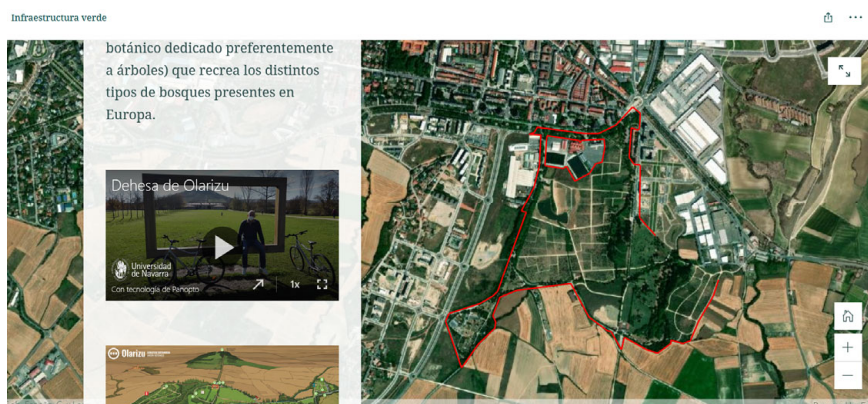 Infraestructura verde
botánico dedicado preferentemente
a árboles) que recrea los distintos
tipos de bosques presentes en
Europa.
Dehesa de Olarizu
Universidad
de Navarra
Con tecnología de Panopto
1x
Olarizu